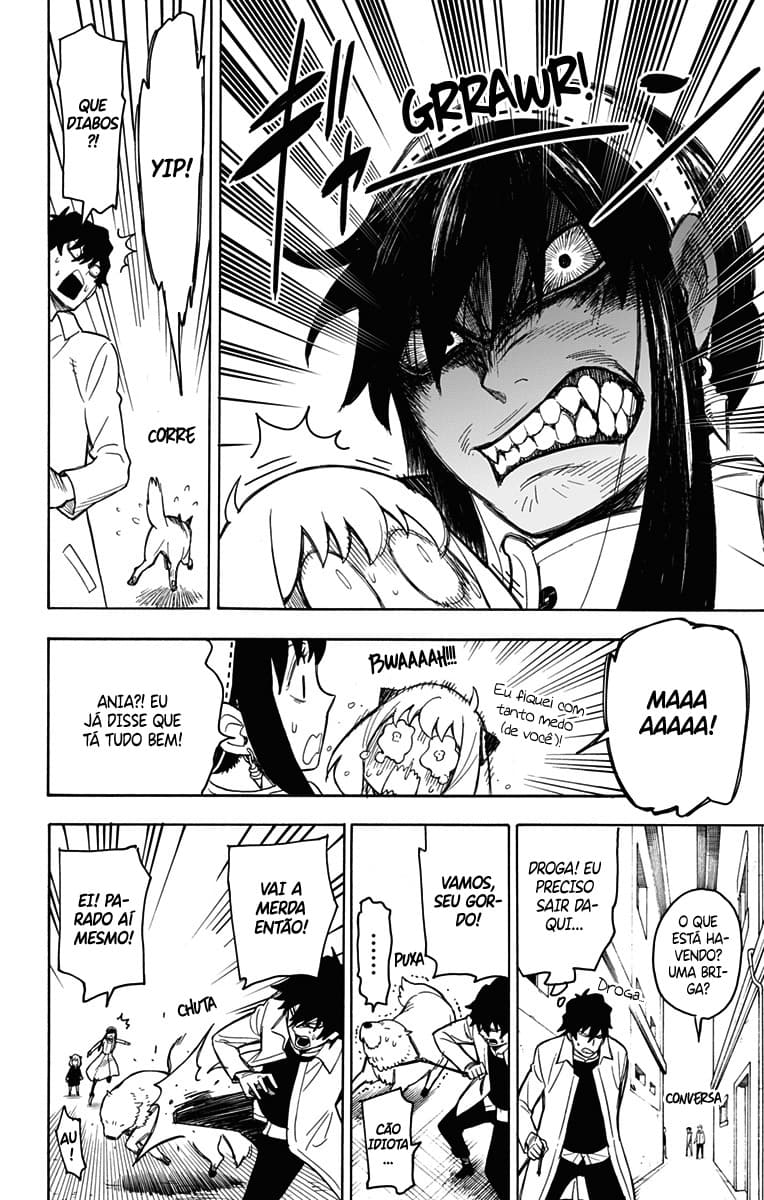 GRRAWR!
YIP!
QUE
DIABOS
?!
CORRE
MAAA
AAAAA!
Eu fiquei com
tanto medo
(de você)!
BWAAAAH!!!
ANIA?! EU
JÁ DISSE QUE
TÁ TUDO BEM!
O QUE
ESTÁ HA-
VENDO?
UMA BRI-
GA?
CONVERSA
DROGA! EU
PRECISO
SAIR DA-
QUI...
Droga.
VAMOS,
SEU GOR-
DO!
PUXA
......
CÃO
IDIOTA
...
VAI A
MERDA
ENTÃO!
CHUTA
EI! PA-
RADO AÍ
MESMO!
AU!